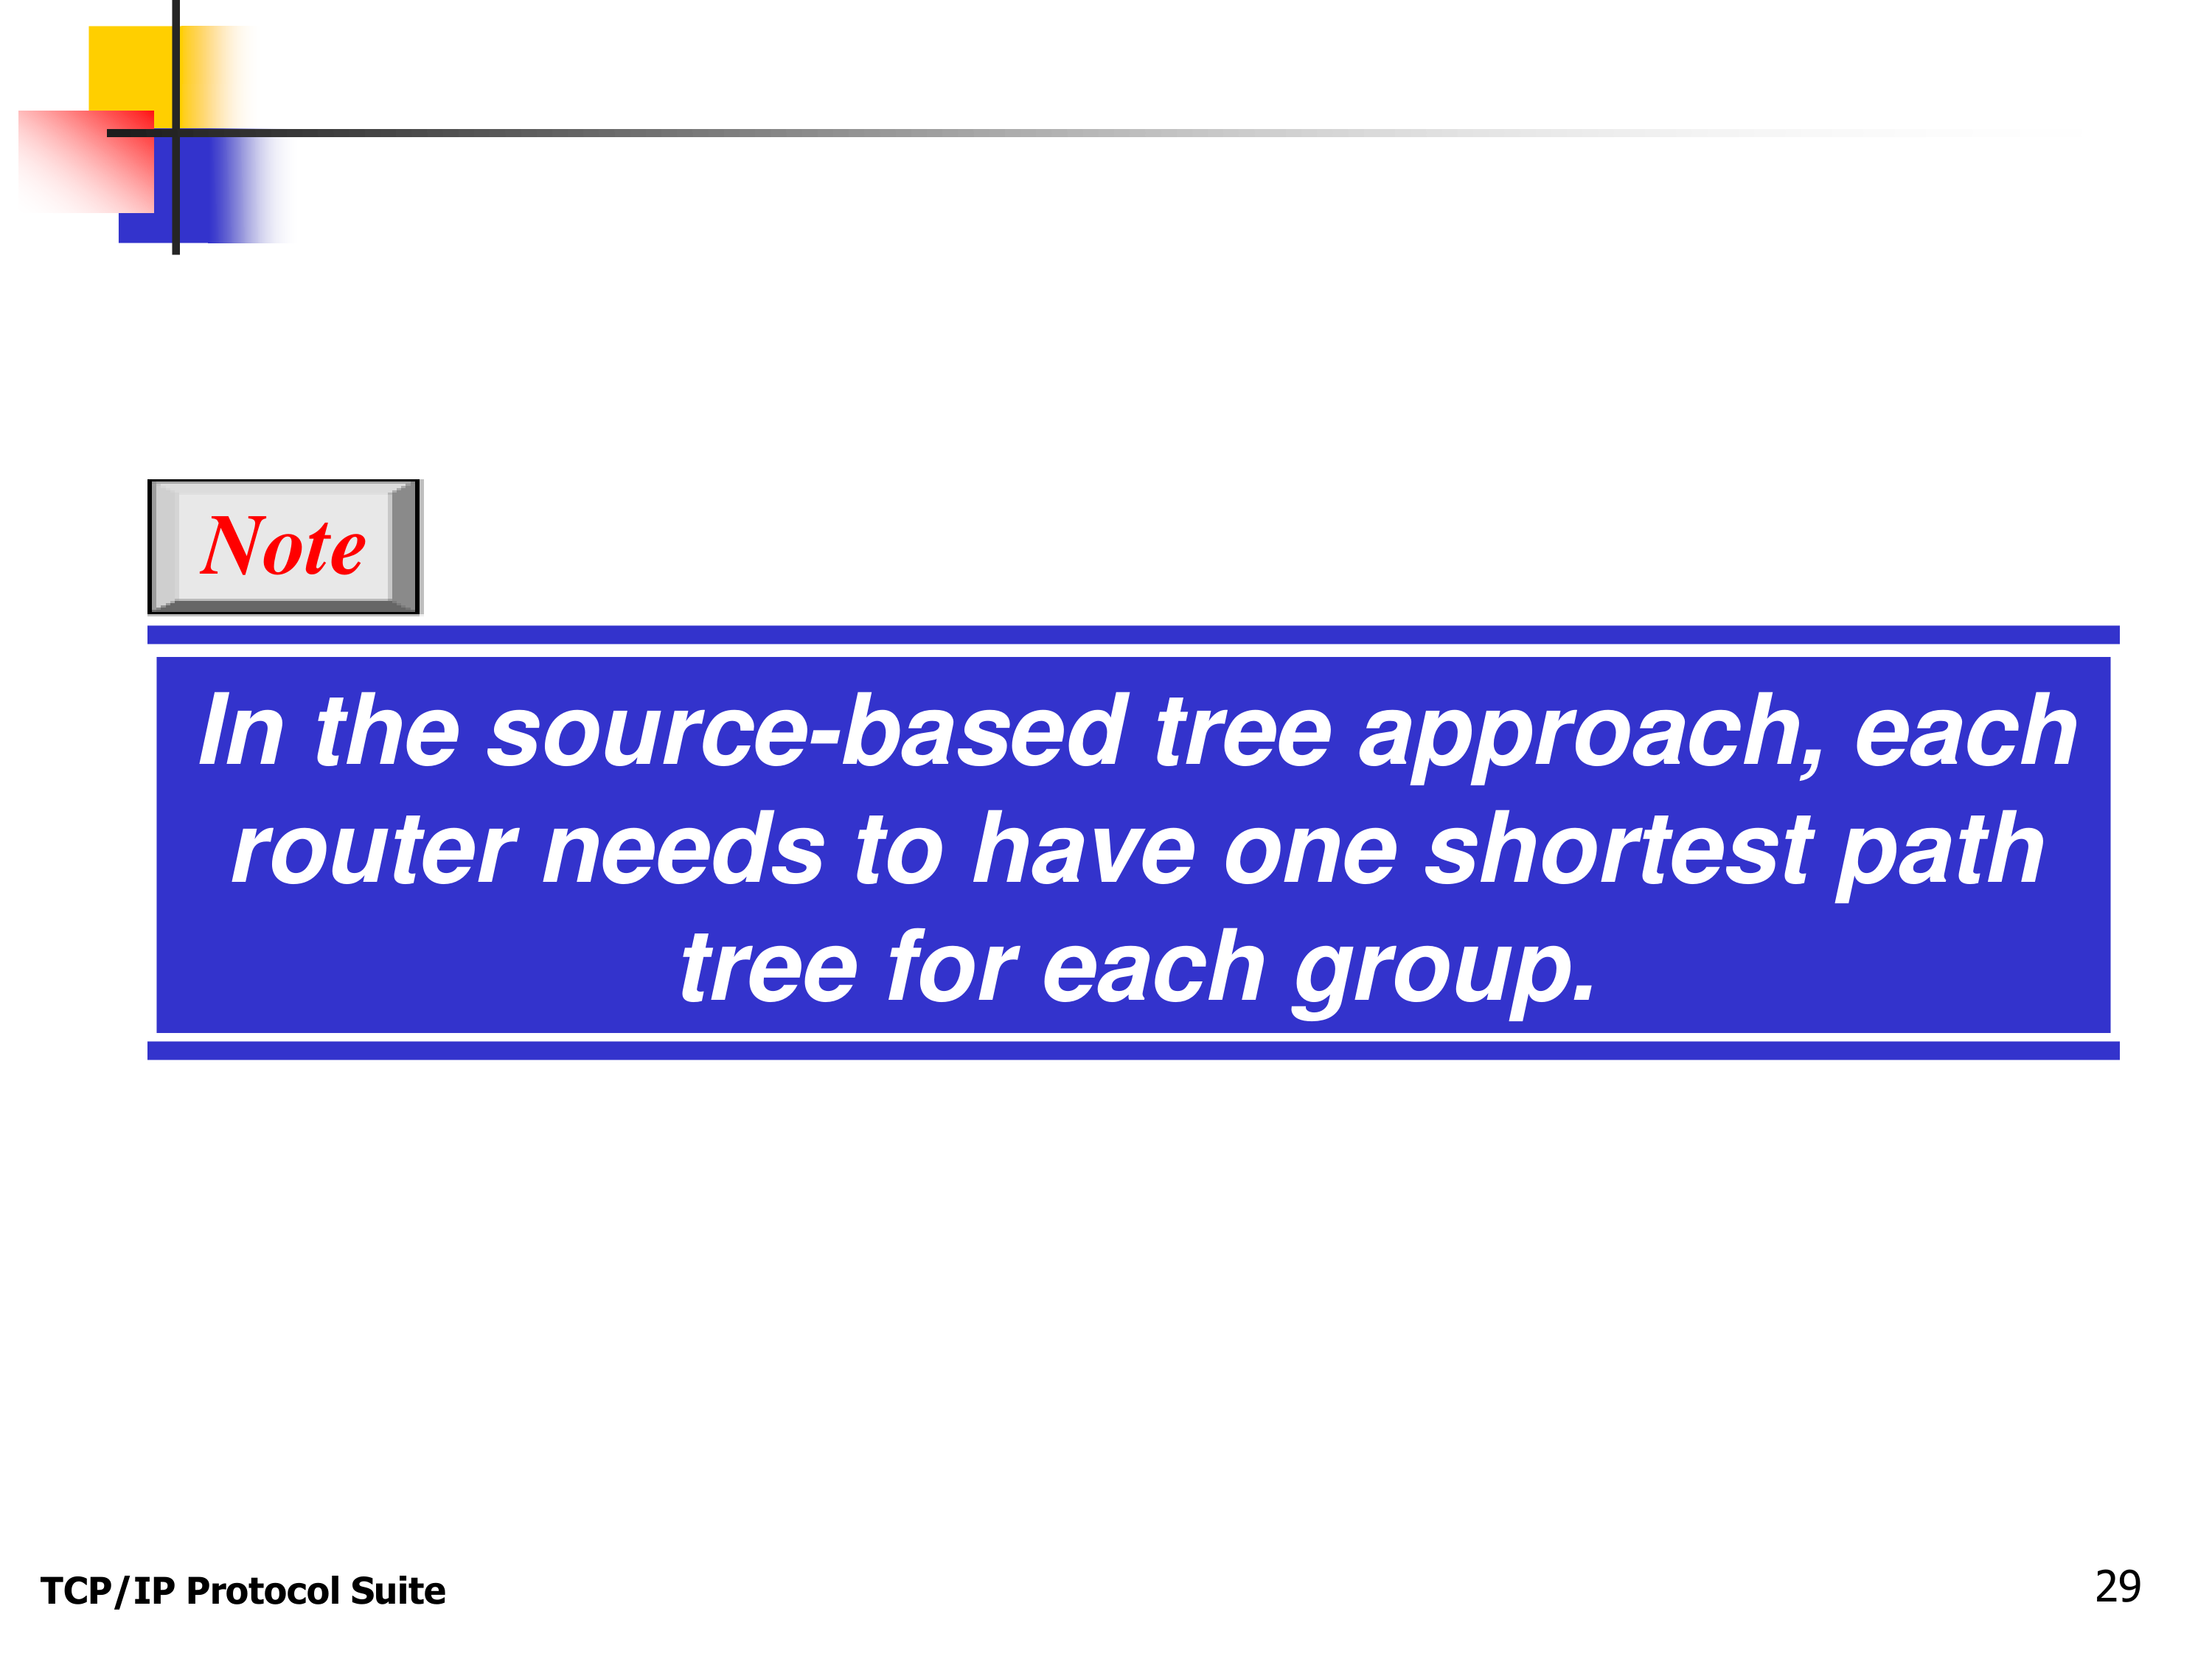 Note
In the source-based tree approach, each
router needs to have one shortest path
tree for each group.
TCP/IP Protocol Suite
29